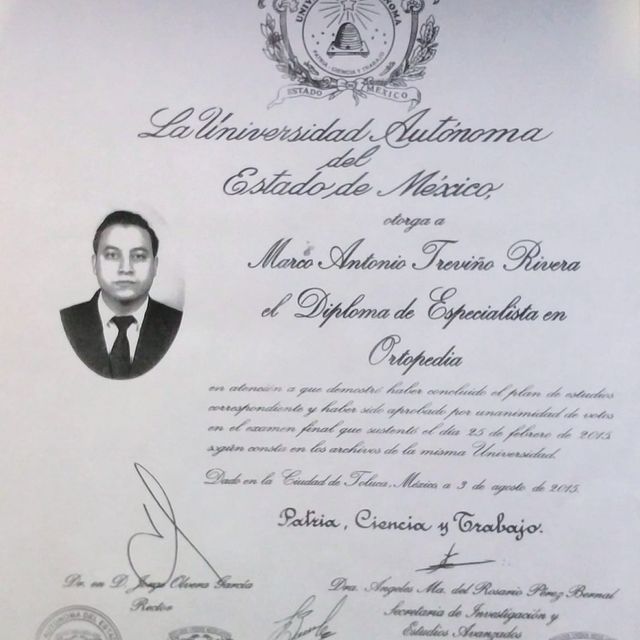 PATRIA · CIENCIA Y TRABAJO
ESTADO MÉXICO
La Universidad Autónoma
del
Estado de México,
otorga a
Marco Antonio Treviño Rivera
el Diploma de Especialista en
Ortopedia
en atención a que demostró haber concluido el plan de estudios
correspondiente y haber sido aprobado por unanimidad de votos
en el examen final que sustentó el día 25 de febrero de 2015
según consta en los archivos de la misma Universidad.
Dado en la Ciudad de Toluca, México, a 3 de agosto de 2015.
Patria, Ciencia y Trabajo.
Dr. en D. Jorge Olvera García
Rector
Dra. Angeles Ma. del Rosario Pérez Bernal
Secretaria de Investigación y
Estudios Avanzados